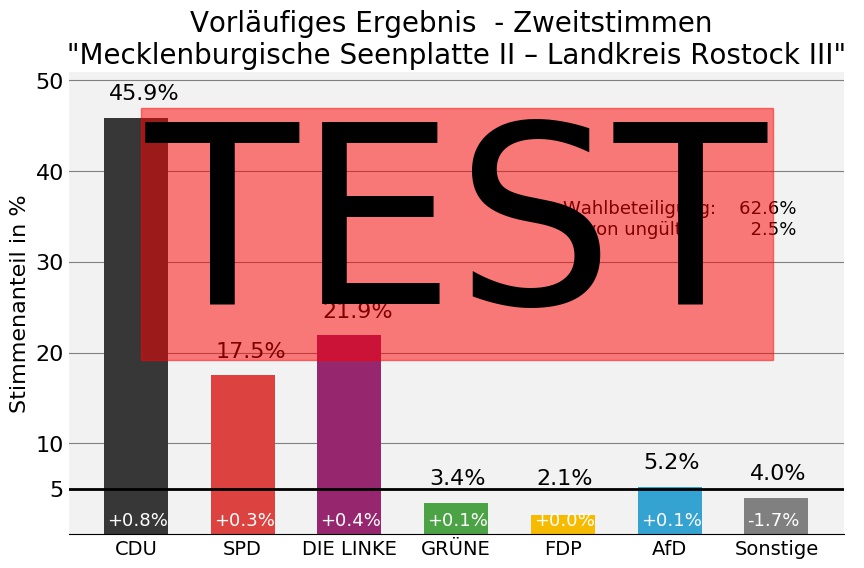 Vorläufiges Ergebnis - Zweitstimmen
"Mecklenburgische Seenplatte II – Landkreis Rostock III"
Stimmenanteil in %
50
40
30
20
10
5
45.9%
17.5%
21.9%
3.4%
2.1%
5.2%
4.0%
TEST
Wahlbeteiligung: 62.6%
ungült 2.5%
+0.8%
+0.3%
+0.4%
+0.1%
+0.0%
+0.1%
-1.7%
CDU
SPD
DIE LINKE
GRÜNE
FDP
AfD
Sonstige